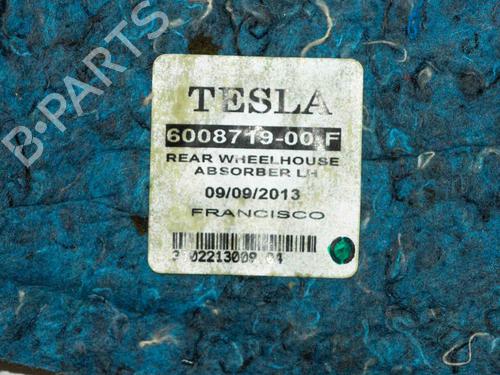 B-PARTS
TESLA
6008719-00-F
REAR WHEELHOUSE
ABSORBER LH
09/09/2013
FRANCISCO